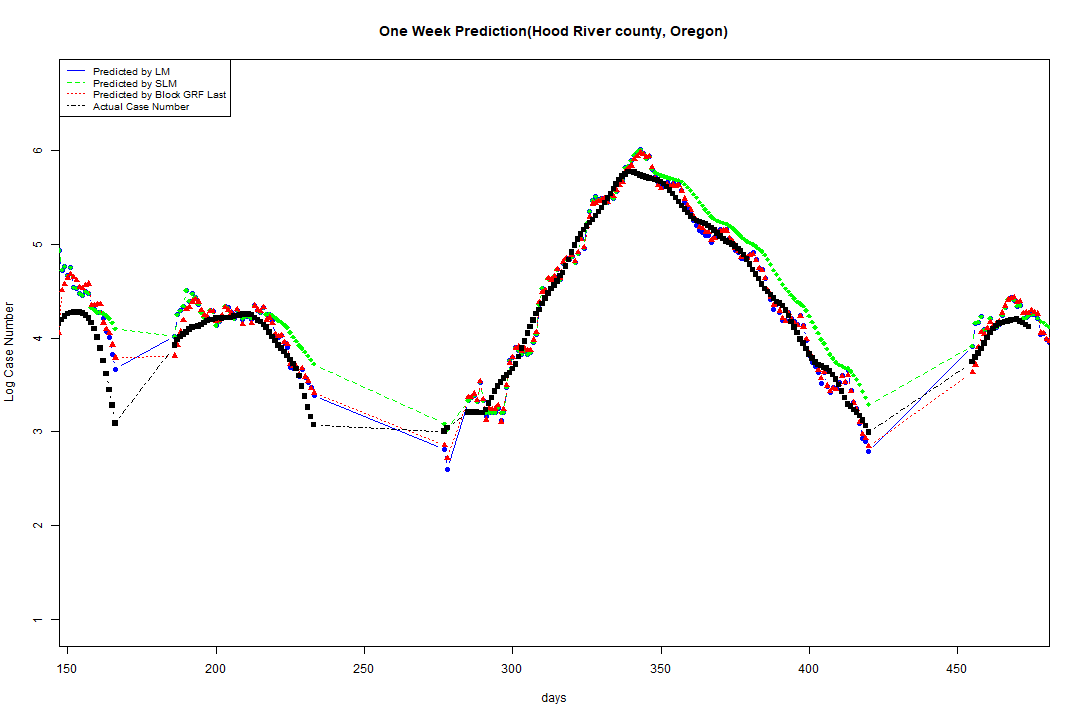 One Week Prediction(Hood River county, Oregon)
Predicted by LM
Predicted by SLM
Predicted by Block GRF Last
Actual Case Number
Log Case Number
6
5
4
3
2
1
150 200 250 300 350 400 450
days